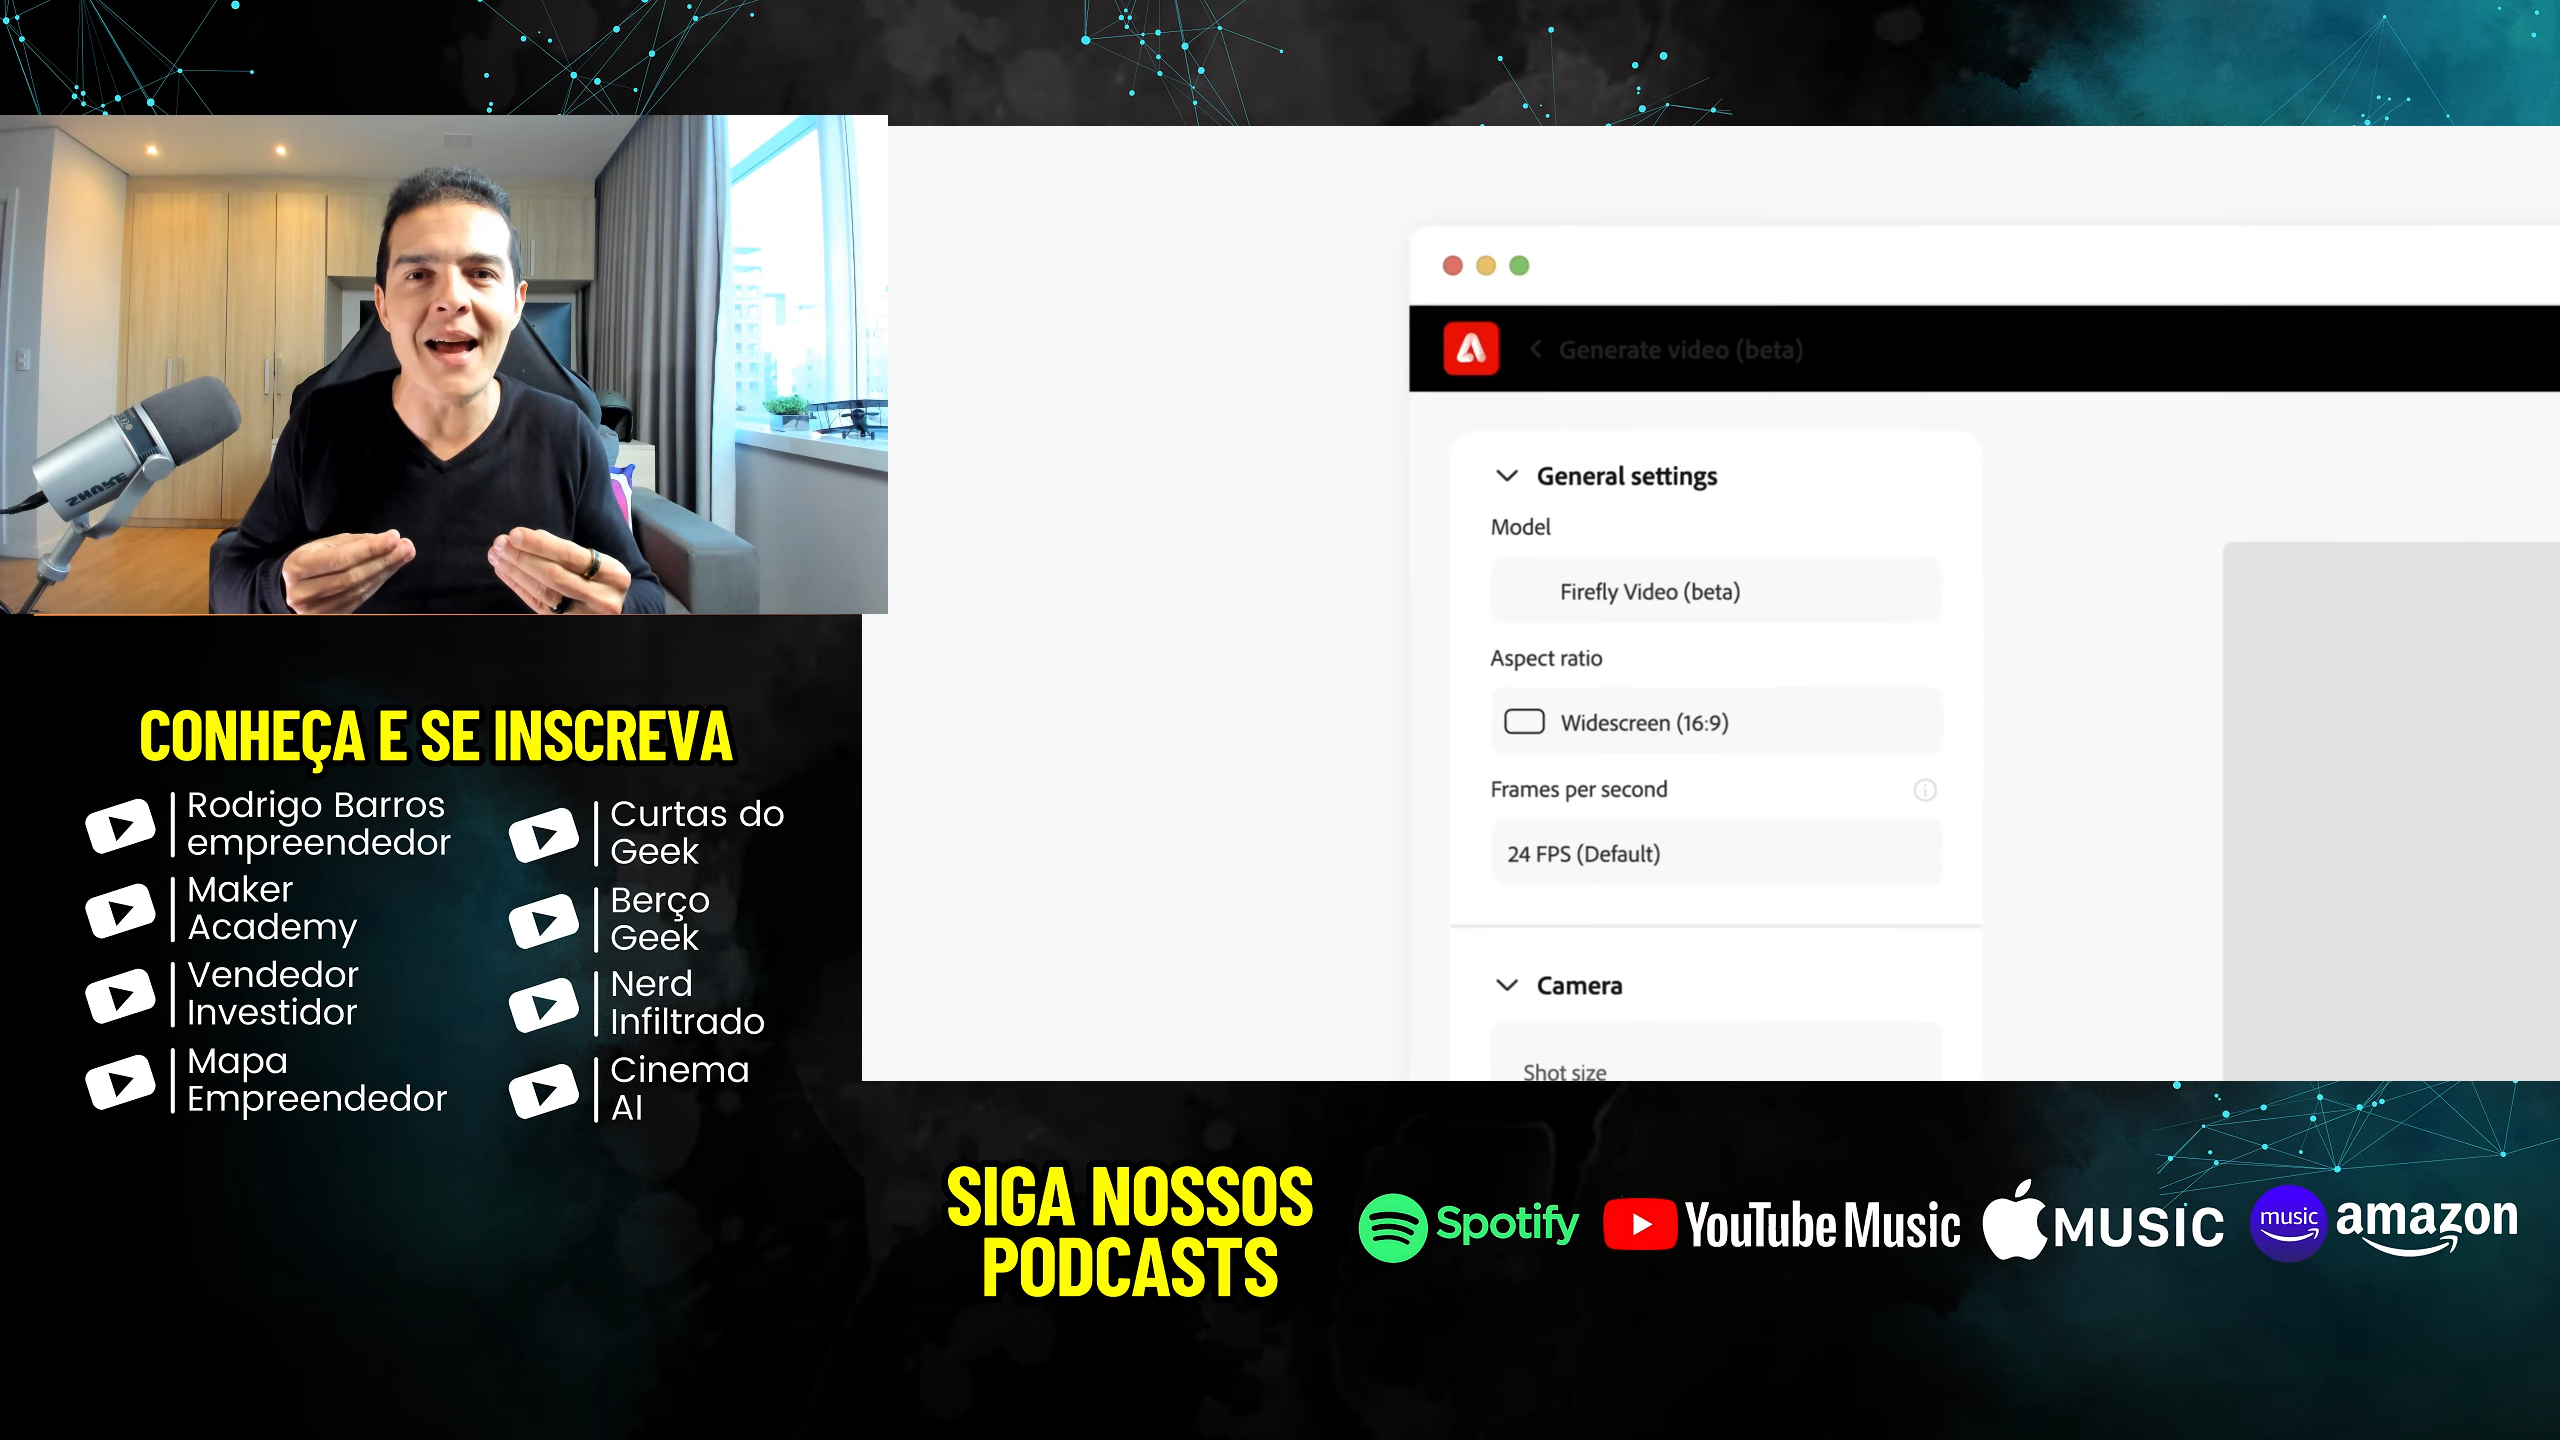 SHURE
Generate video (beta)
General settings
Model
Firefly Video (beta)
Aspect ratio
Widescreen (16:9)
Frames per second
24 FPS (Default)
Camera
Shot size
CONHEÇA E SE INSCREVA
Rodrigo Barros
empreendedor
Maker
Academy
Vendedor
Investidor
Mapa
Empreendedor
Curtas do
Geek
Berço
Geek
Nerd
Infiltrado
Cinema
AI
SIGA NOSSOS
PODCASTS
Spotify
YouTube Music
MUSIC
music
amazon